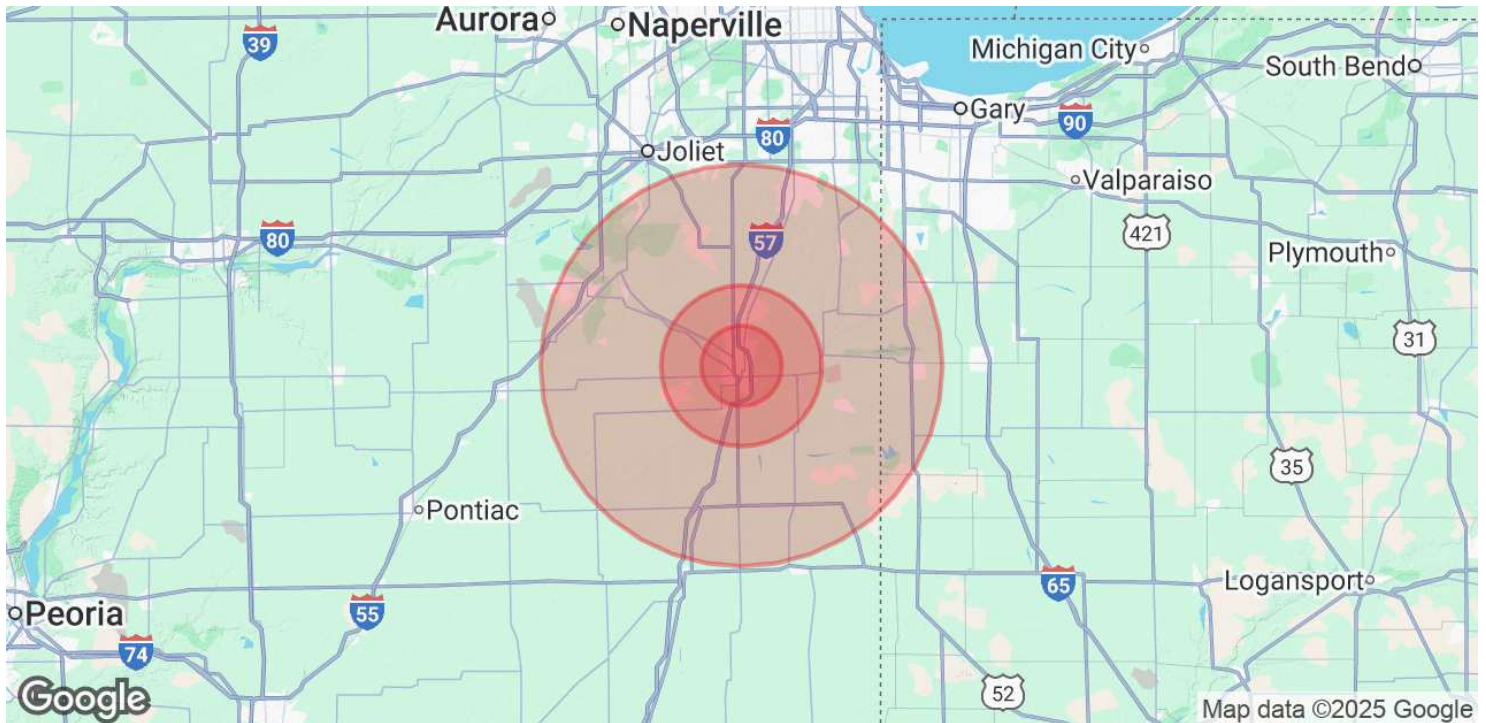 Aurora
Naperville
39
Michigan City
South Bend
Gary
90
80
Joliet
Valparaiso
421
57
80
Plymouth
31
35
Pontiac
Logansport
65
Peoria
55
74
52
Google
Map data ©2025 Google